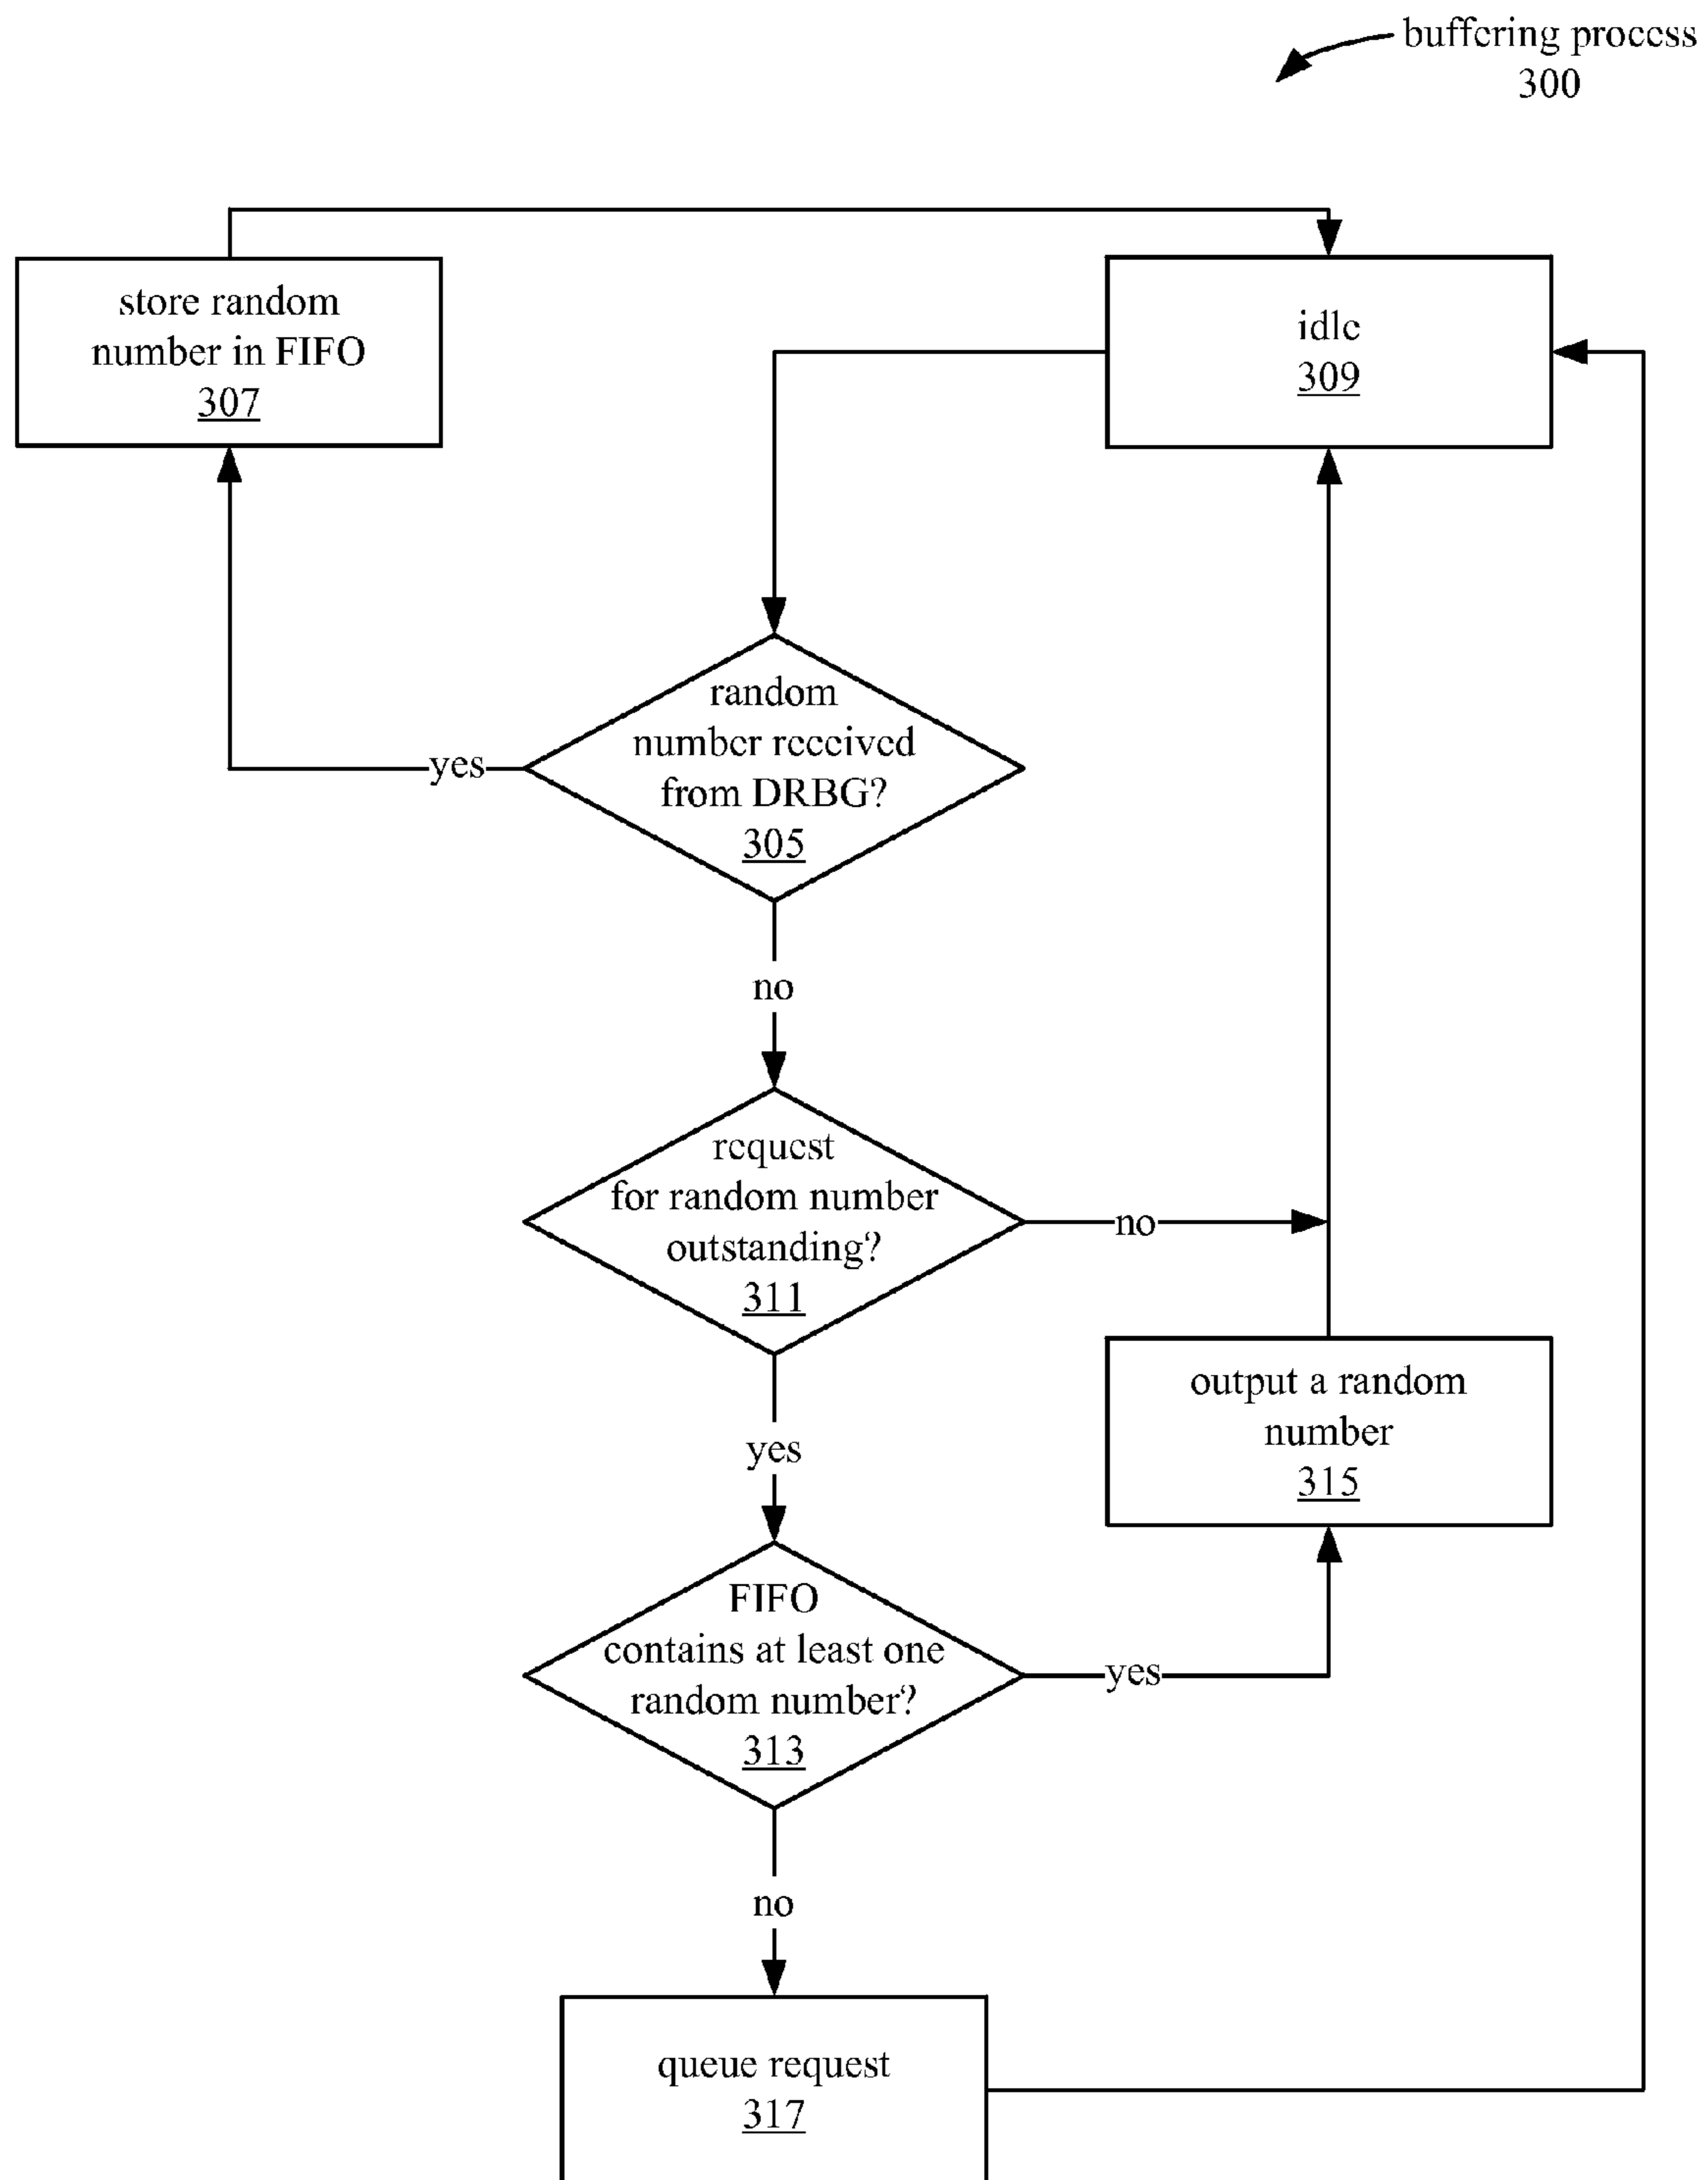 buffering process
300
store random
number in FIFO
307
idle
309
random
number received
from DRBG?
305
yes
no
request
for random number
outstanding?
311
no
yes
output a random
number
315
FIFO
contains at least one
random number?
313
yes
no
queue request
317